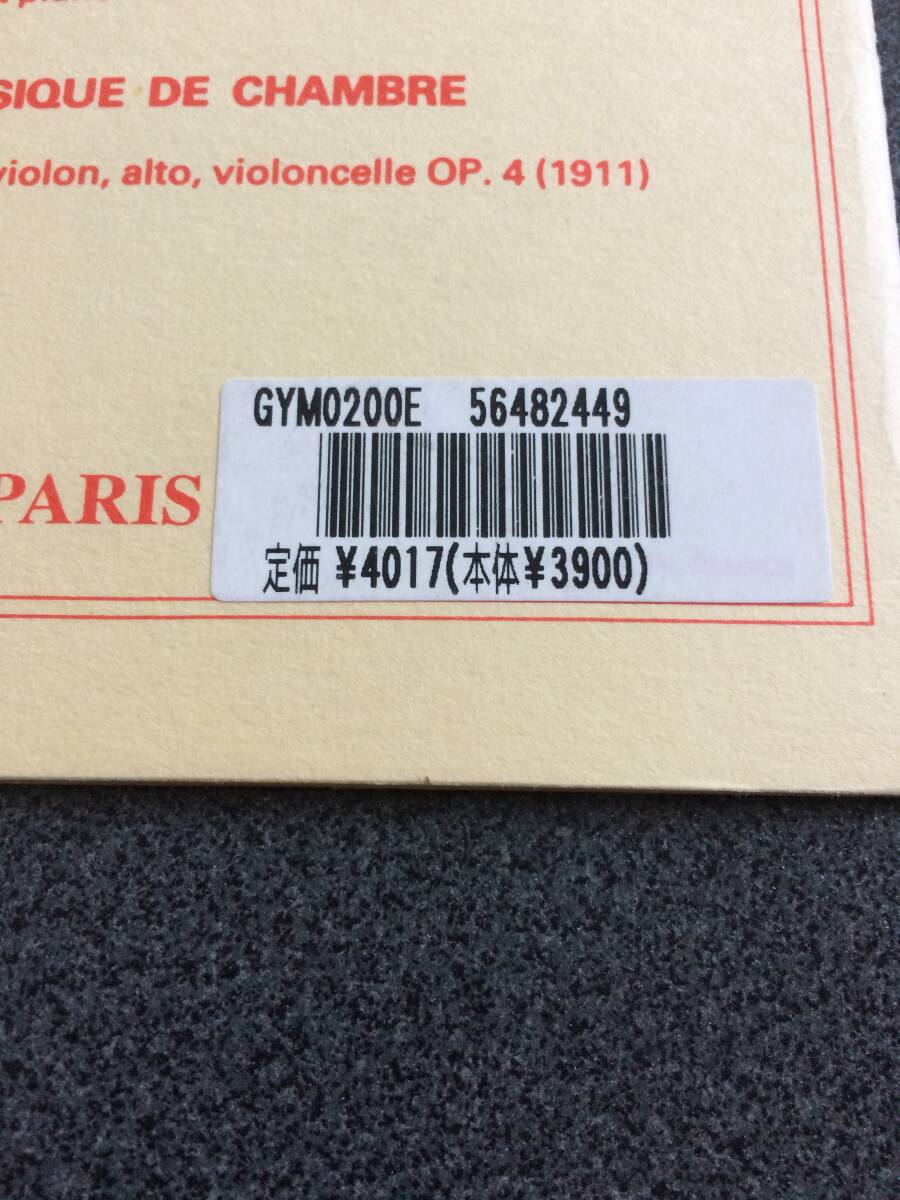 SIQUE DE CHAMBRE
violon, alto, violoncelle OP. 4 (1911)
PARIS
GYM0200E 56482449
定価 ¥4017(本体¥3900)